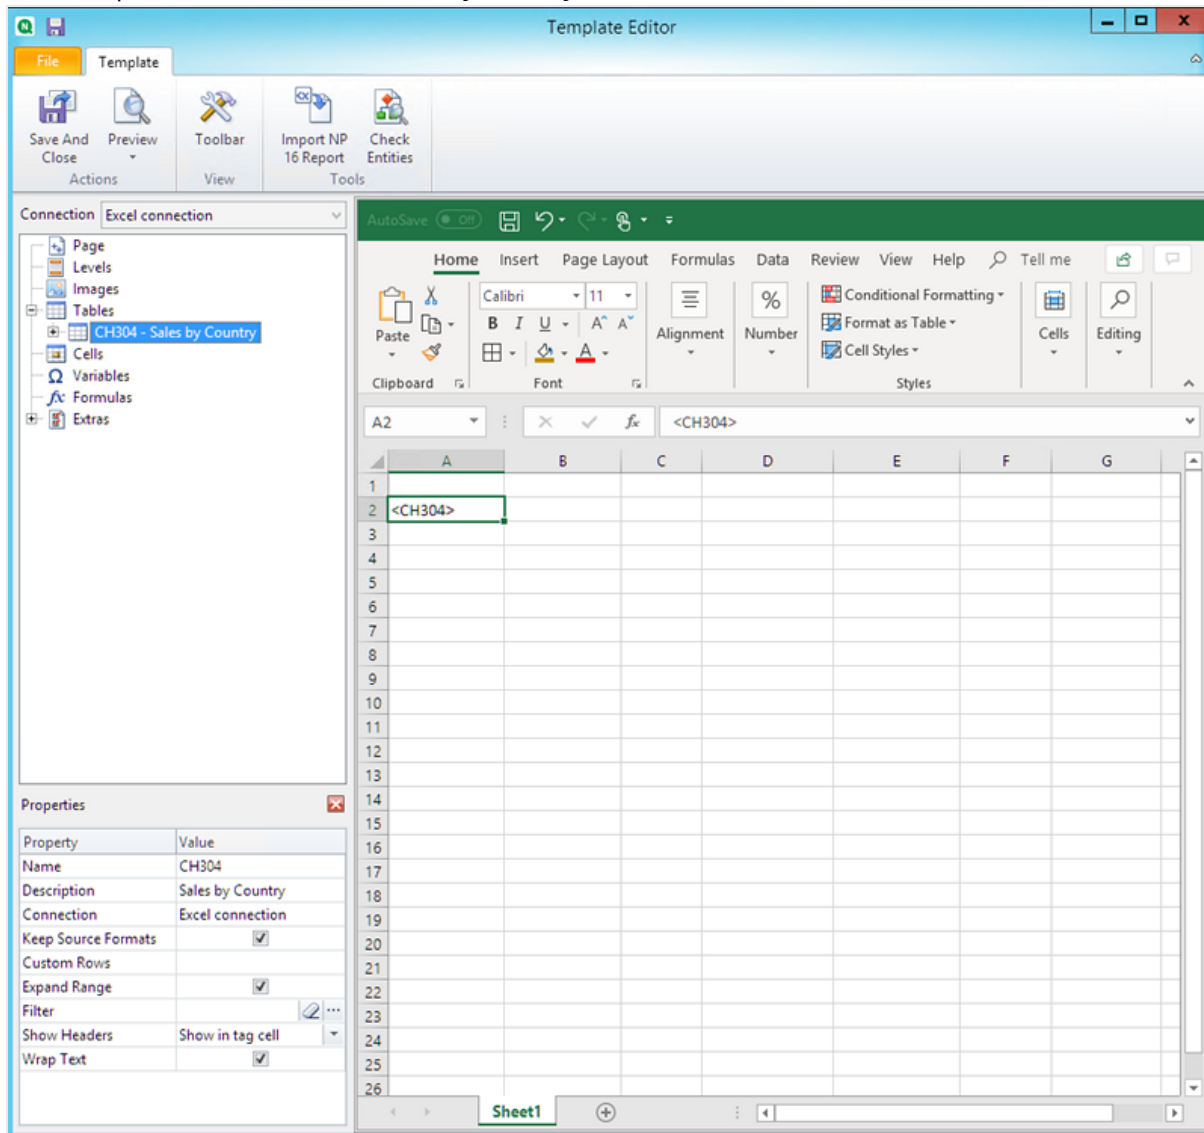 Template Editor
File Template
Save And Close
Preview
Toolbar
Import NP 16 Report
Check Entities
Actions View Tools
Connection Excel connection
Page
Levels
Images
Tables
CH304 - Sales by Country
Cells
Variables
Formulas
Extras
Properties
Property Value
Name CH304
Description Sales by Country
Connection Excel connection
Keep Source Formats
Custom Rows
Expand Range
Filter
Show Headers Show in tag cell
Wrap Text
AutoSave Off
Home Insert Page Layout Formulas Data Review View Help Tell me
Paste
Calibri 11
B I U A A
A
Alignment
%
Number
Conditional Formatting
Format as Table
Cell Styles
Cells
Editing
Clipboard Font Styles
A2 fx <CH304>
A B C D E F G
1
2 <CH304>
3
4
5
6
7
8
9
10
11
12
13
14
15
16
17
18
19
20
21
22
23
24
25
26
Sheet1